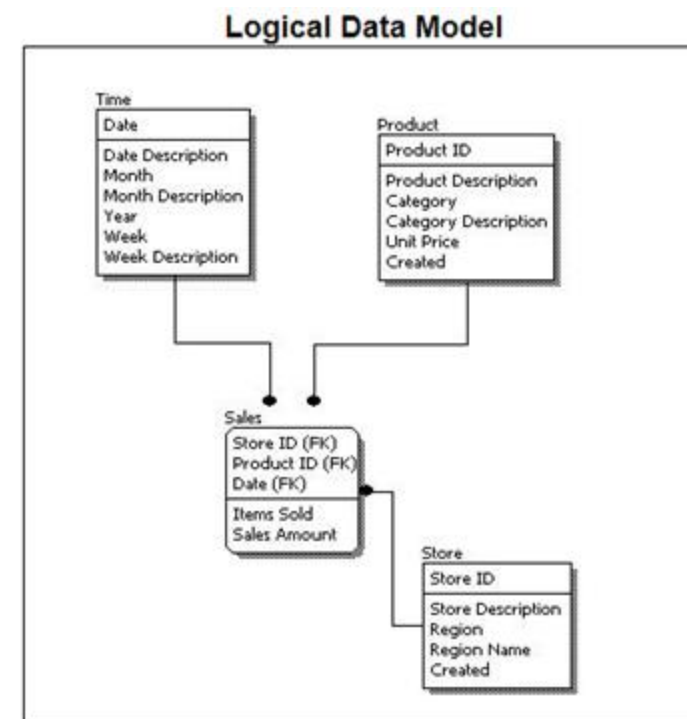 Logical Data Model
Time
Date
Date Description
Month
Month Description
Year
Week
Week Description
Product
Product ID
Product Description
Category
Category Description
Unit Price
Created
Sales
Store ID (FK)
Product ID (FK)
Date (FK)
Items Sold
Sales Amount
Store
Store ID
Store Description
Region
Region Name
Created